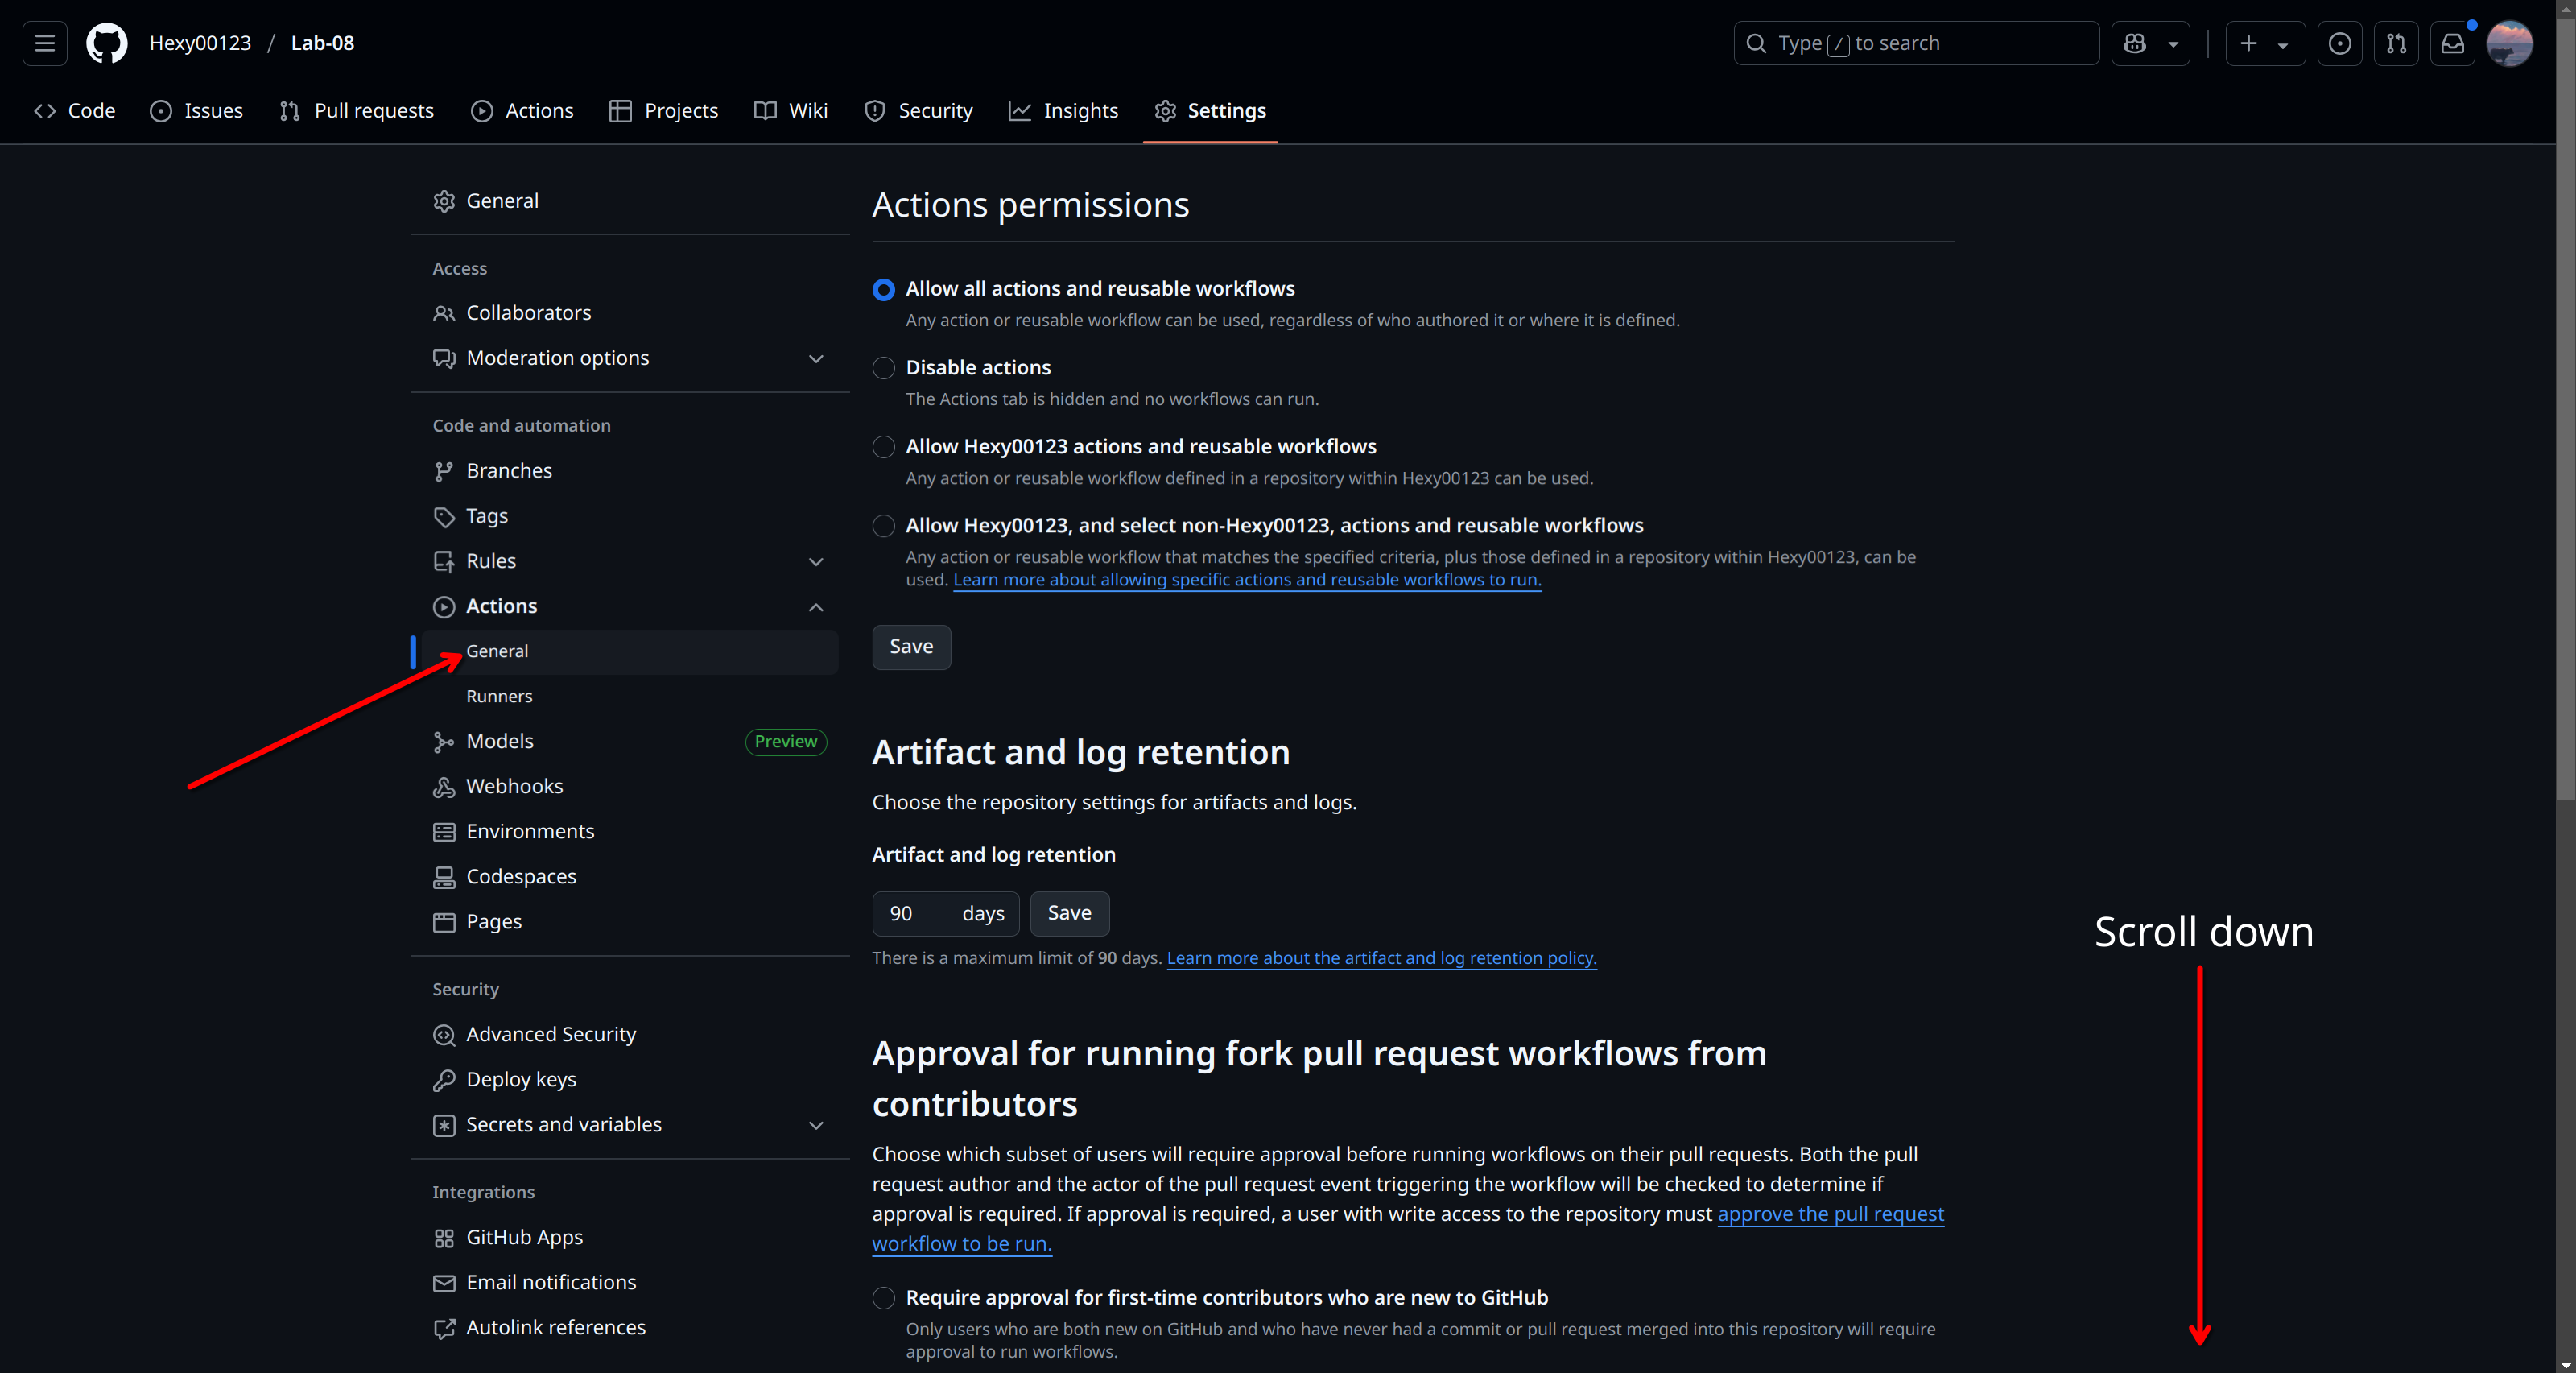 Hexy00123 / Lab-08
Type / to search
Code Issues Pull requests Actions Projects Wiki Security Insights Settings
General
Access
Collaborators
Moderation options
Code and automation
Branches
Tags
Rules
Actions
General
Runners
Models Preview
Webhooks
Environments
Codespaces
Pages
Security
Advanced Security
Deploy keys
Secrets and variables
Integrations
GitHub Apps
Email notifications
Autolink references
Actions permissions
Allow all actions and reusable workflows
Any action or reusable workflow can be used, regardless of who authored it or where it is defined.
Disable actions
The Actions tab is hidden and no workflows can run.
Allow Hexy00123 actions and reusable workflows
Any action or reusable workflow defined in a repository within Hexy00123 can be used.
Allow Hexy00123, and select non-Hexy00123, actions and reusable workflows
Any action or reusable workflow that matches the specified criteria, plus those defined in a repository within Hexy00123, can be
used. Learn more about allowing specific actions and reusable workflows to run.
Save
Artifact and log retention
Choose the repository settings for artifacts and logs.
Artifact and log retention
90 days Save
There is a maximum limit of 90 days. Learn more about the artifact and log retention policy.
Approval for running fork pull request workflows from
contributors
Choose which subset of users will require approval before running workflows on their pull requests. Both the pull
request author and the actor of the pull request event triggering the workflow will be checked to determine if
approval is required. If approval is required, a user with write access to the repository must approve the pull request
workflow to be run.
Require approval for first-time contributors who are new to GitHub
Only users who are both new on GitHub and who have never had a commit or pull request merged into this repository will require
approval to run workflows.
Scroll down